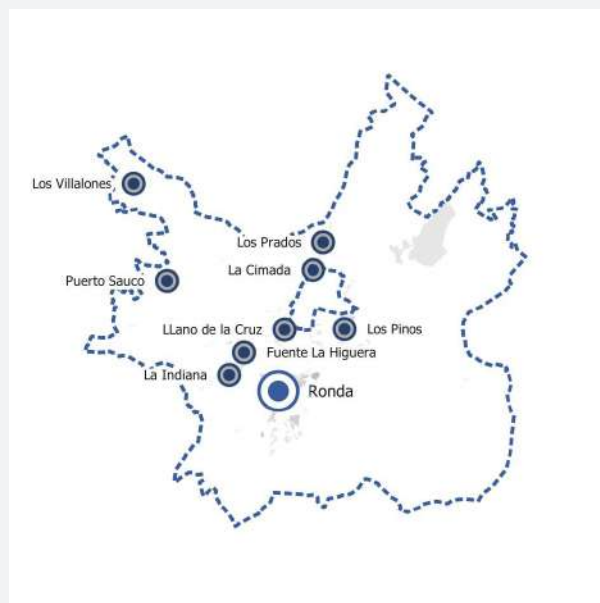 Los Villalones
Los Prados
La Cimada
Puerto Sauco
LLano de la Cruz
Los Pinos
Fuente La Higuera
La Indiana
Ronda